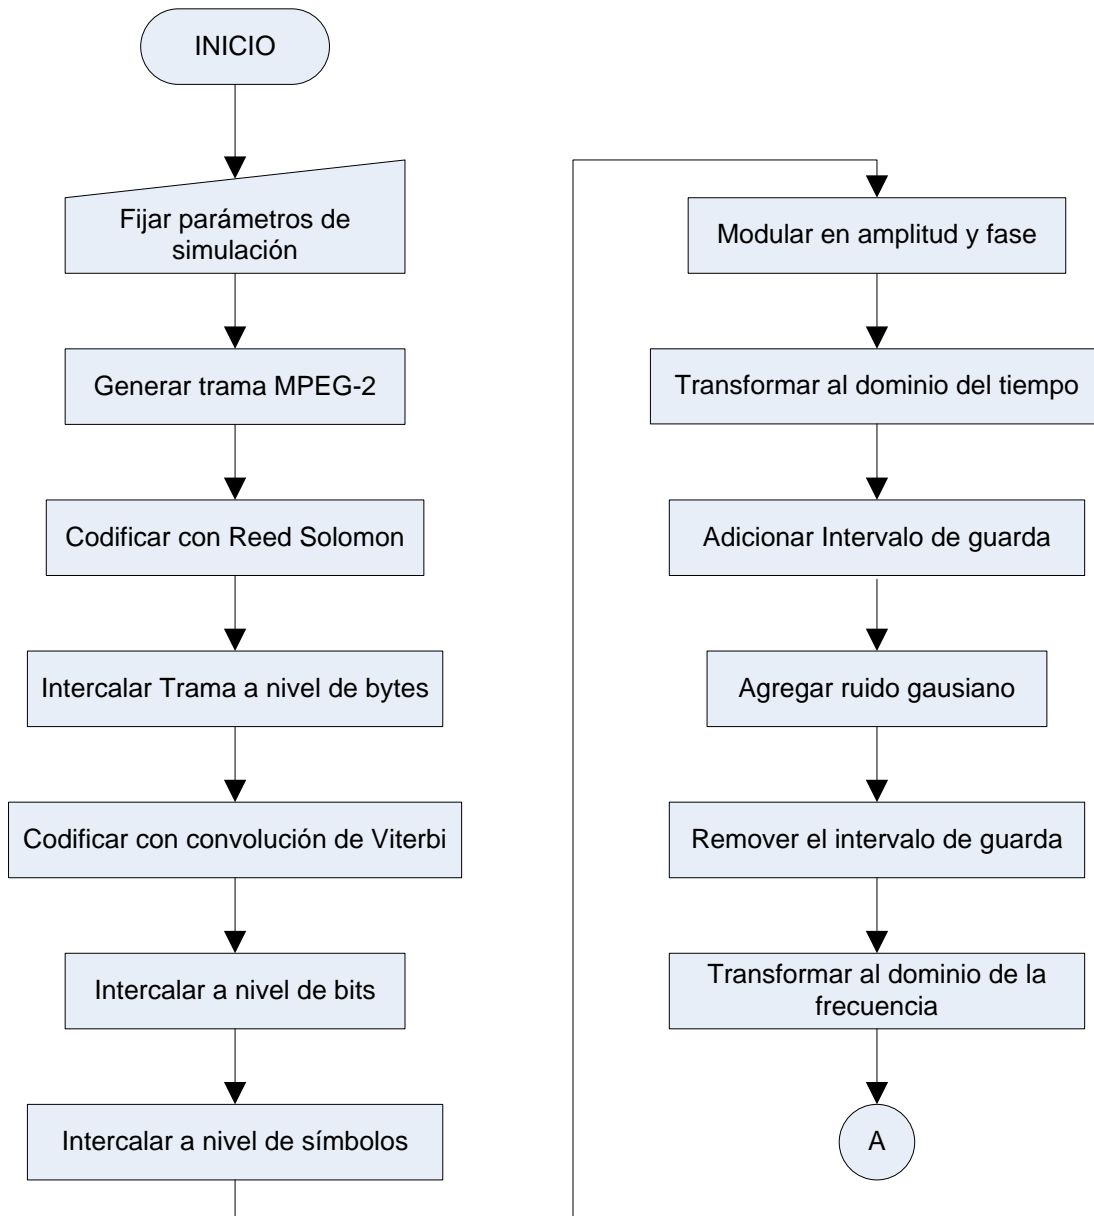 INICIO
Fijar parámetros de
simulación
Generar trama MPEG-2
Codificar con Reed Solomon
Intercalar Trama a nivel de bytes
Codificar con convolución de Viterbi
Intercalar a nivel de bits
Intercalar a nivel de símbolos
Modular en amplitud y fase
Transformar al dominio del tiempo
Adicionar Intervalo de guarda
Agregar ruido gausiano
Remover el intervalo de guarda
Transformar al dominio de la
frecuencia
A